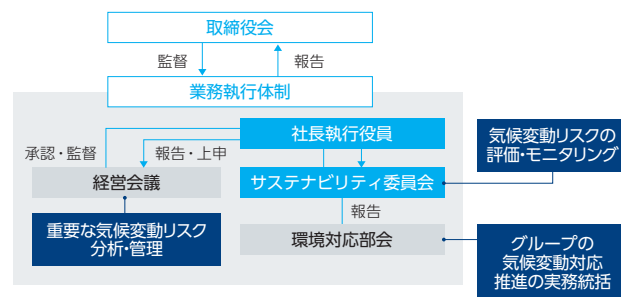 取締役会
監督
報告
業務執行体制
社長執行役員
承認・監督
報告・上申
経営会議
サステナビリティ委員会
気候変動リスクの
評価・モニタリング
重要な気候変動リスク
分析・管理
報告
環境対応部会
グループの
気候変動対応
推進の実務統括